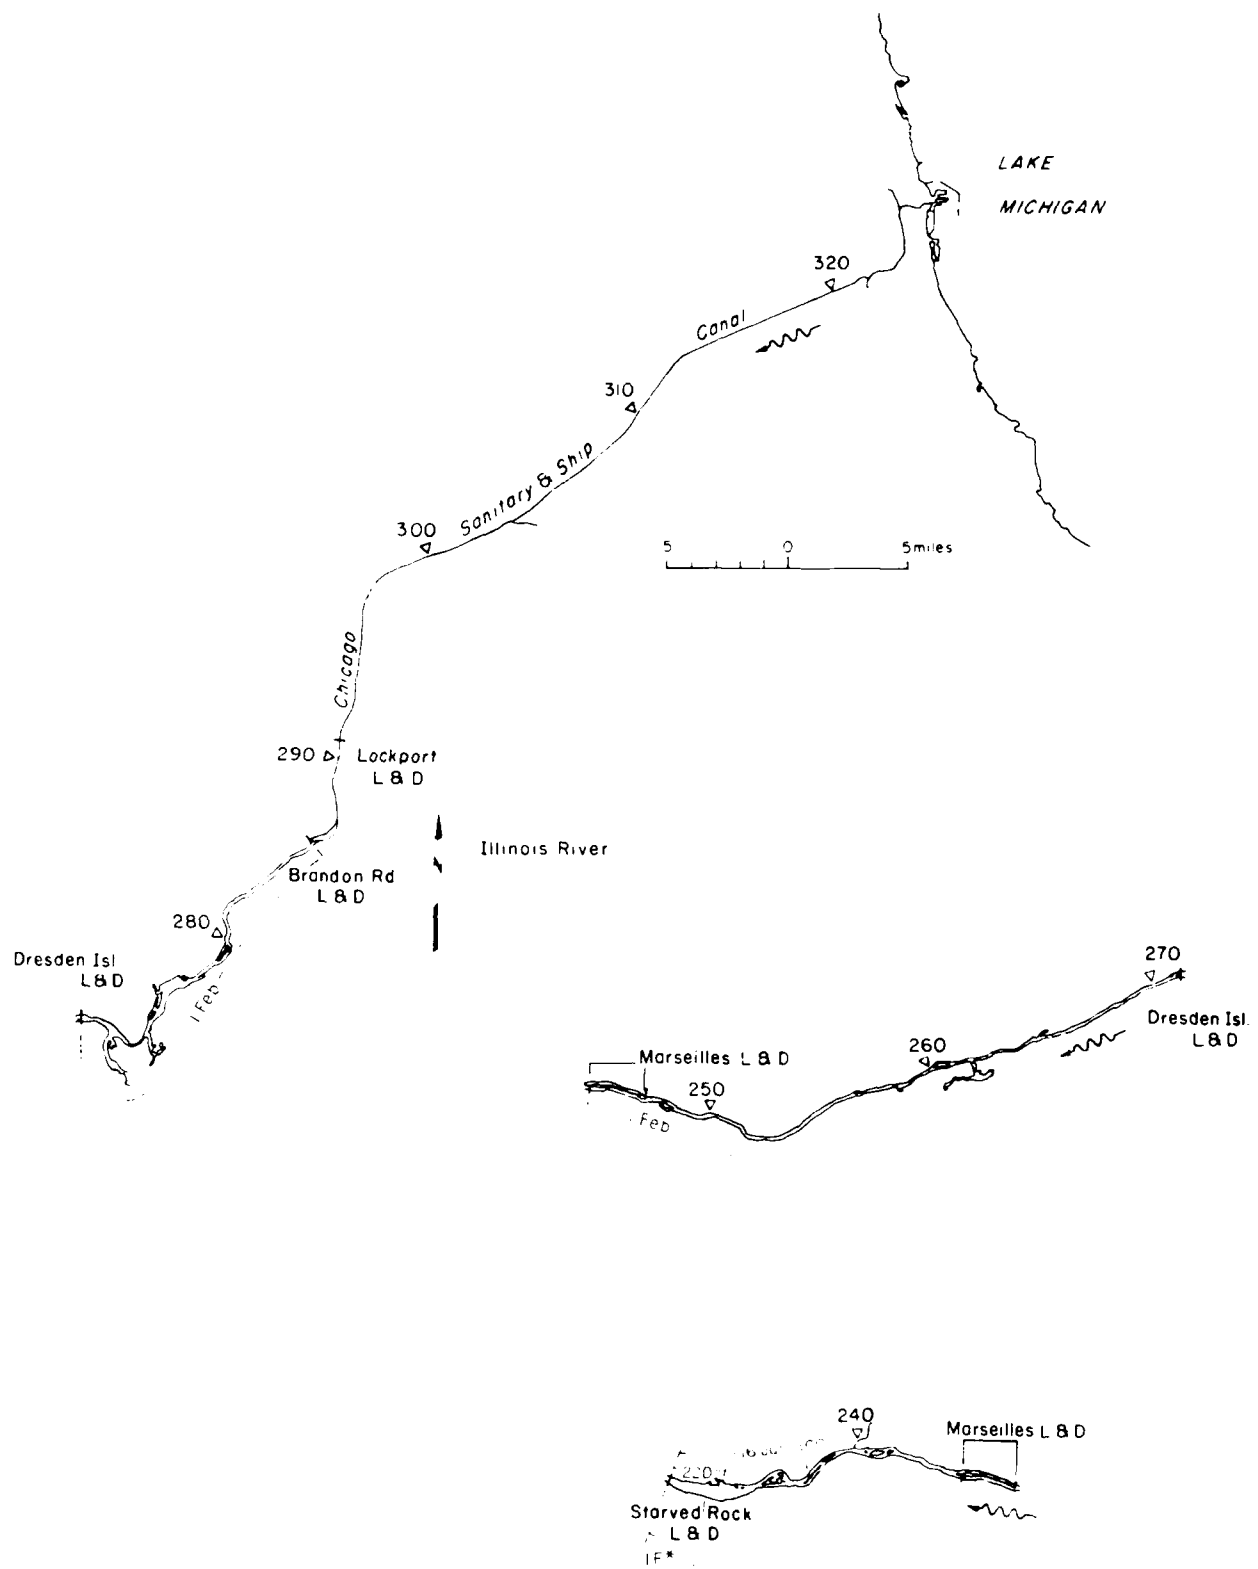 LAKE
MICHIGAN
320
Canal
310
Sanitary & Ship
300
5 0 5 miles
Chicago
290
Lockport
L & D
Illinois River
Brandon Rd
L & D
280
Dresden Isl
L & D
1 Feb
270
Dresden Isl.
L & D
260
Marseilles L & D
250
Feb
240
Marseilles L & D
Starved Rock
L & D